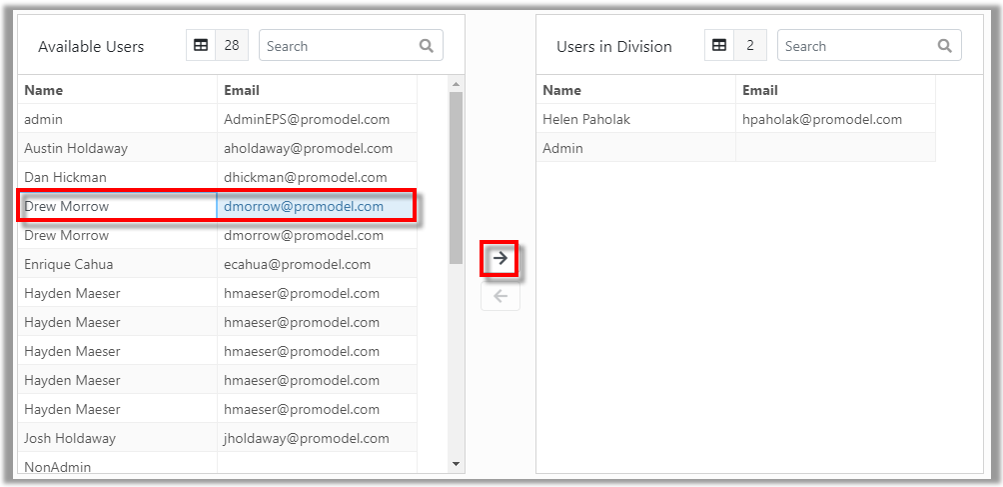 Available Users 28 Search
Name Email
admin AdminEPS@promodel.com
Austin Holdaway aholdaway@promodel.com
Dan Hickman dhickman@promodel.com
Drew Morrow dmorrow@promodel.com
Drew Morrow dmorrow@promodel.com
Enrique Cahua ecahua@promodel.com
Hayden Maeser hmaeser@promodel.com
Hayden Maeser hmaeser@promodel.com
Hayden Maeser hmaeser@promodel.com
Hayden Maeser hmaeser@promodel.com
Hayden Maeser hmaeser@promodel.com
Josh Holdaway jholdaway@promodel.com
NonAdmin
Users in Division 2 Search
Name Email
Helen Paholak hpaholak@promodel.com
Admin